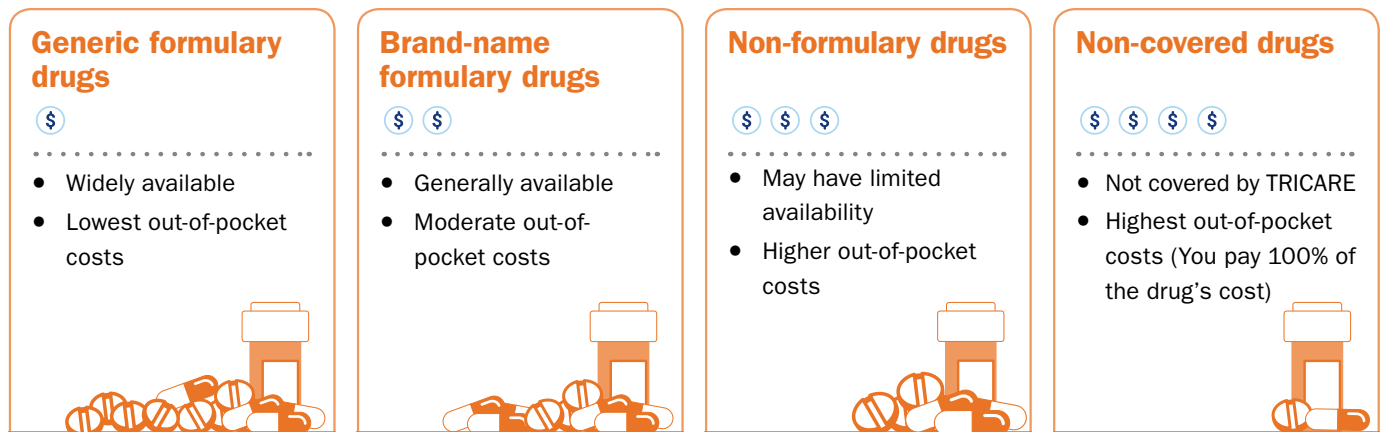 Generic formulary
drugs
$
• Widely available
• Lowest out-of-pocket
costs
Brand-name
formulary drugs
$ $
• Generally available
• Moderate out-of-
pocket costs
Non-formulary drugs
$ $ $
• May have limited
availability
• Higher out-of-pocket
costs
Non-covered drugs
$ $ $ $
• Not covered by TRICARE
• Highest out-of-pocket
costs (You pay 100% of
the drug’s cost)